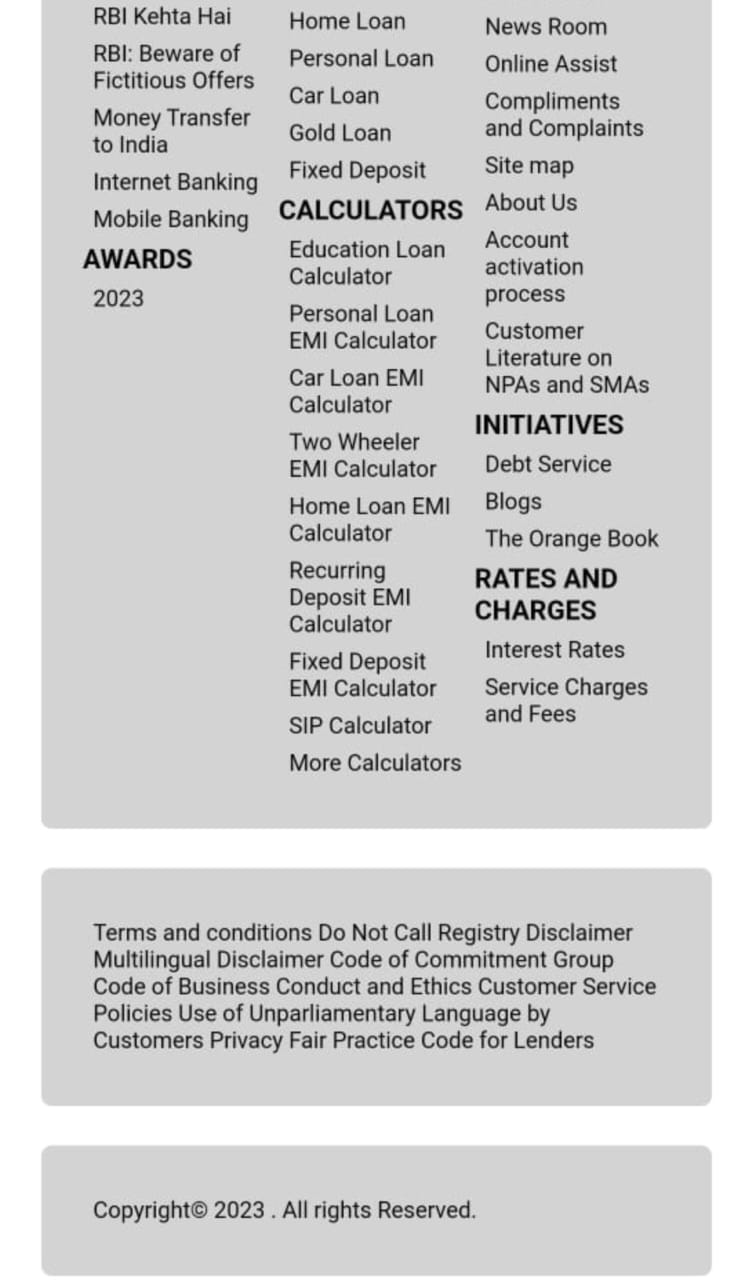 RBI Kehta Hai
RBI: Beware of
Fictitious Offers
Money Transfer
to India
Internet Banking
Mobile Banking
AWARDS
2023
Home Loan
Personal Loan
Car Loan
Gold Loan
Fixed Deposit
CALCULATORS
Education Loan
Calculator
Personal Loan
EMI Calculator
Car Loan EMI
Calculator
Two Wheeler
EMI Calculator
Home Loan EMI
Calculator
Recurring
Deposit EMI
Calculator
Fixed Deposit
EMI Calculator
SIP Calculator
More Calculators
News Room
Online Assist
Compliments
and Complaints
Site map
About Us
Account
activation
process
Customer
Literature on
NPAs and SMAs
INITIATIVES
Debt Service
Blogs
The Orange Book
RATES AND
CHARGES
Interest Rates
Service Charges
and Fees
Terms and conditions Do Not Call Registry Disclaimer
Multilingual Disclaimer Code of Commitment Group
Code of Business Conduct and Ethics Customer Service
Policies Use of Unparliamentary Language by
Customers Privacy Fair Practice Code for Lenders
Copyright© 2023 . All rights Reserved.